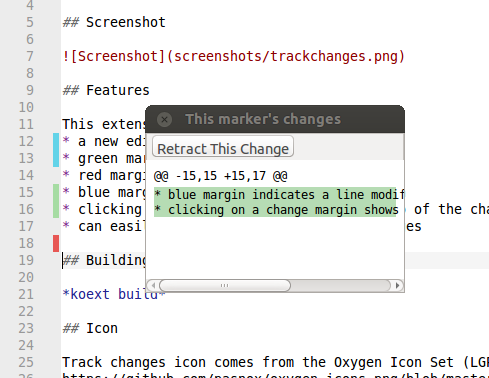 4
5 ## Screenshot
6
7 ![Screenshot](screenshots/trackchanges.png)
8
9 ## Features
10
11 This exten
12 * a new edi
13 * green mar
14 * red margi
15 * blue marg
16 * clicking of the cha
17 * can easil es
18
19 ## Building
20
21 *koext build*
22
23 ## Icon
24
25 Track changes icon comes from the Oxygen Icon Set (LGP
26
This marker's changes
Retract This Change
@@ -15,15 +15,17 @@
* blue margin indicates a line modif
* clicking on a change margin shows